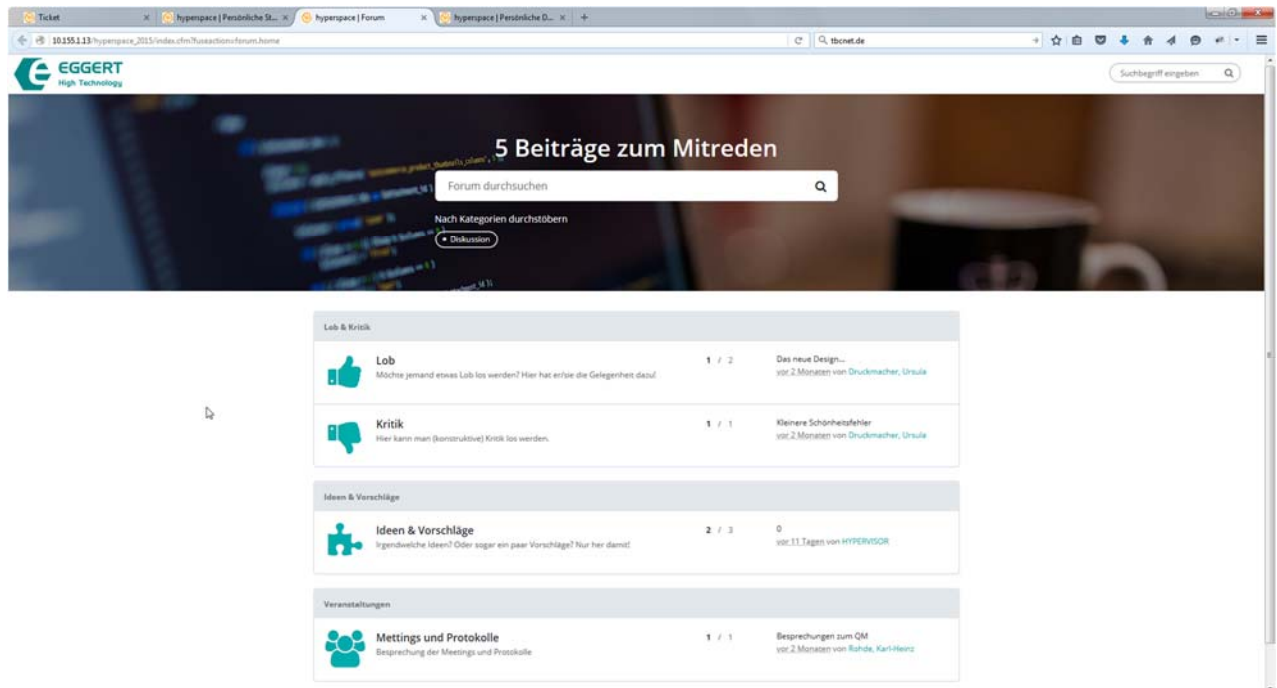 Ticket
hyperspace | Persönliche St...
hyperspace | Forum
hyperspace | Persönliche D...
10.155.1.13/hyperspace_2015/index.cfm?fuseaction=forum.home
tbcnet.de
EGGERT
High Technology
Suchbegriff eingeben
5 Beiträge zum Mitreden
Forum durchsuchen
Nach Kategorien durchstöbern
• Diskussion
Lob & Kritik
Lob
1 / 2
Das neue Design...
Möchte jemand etwas Lob los werden? Hier hat er/sie die Gelegenheit dazu!
vor 2 Monaten von Druckmacher, Ursula
Kritik
1 / 1
Kleinere Schönheitsfehler
Hier kann man (konstruktive) Kritik los werden.
vor 2 Monaten von Druckmacher, Ursula
Ideen & Vorschläge
Ideen & Vorschläge
2 / 3
0
Irgendwelche Ideen? Oder sogar ein paar Vorschläge? Nur her damit!
vor 11 Tagen von HYPERVISOR
Veranstaltungen
Mettings und Protokolle
1 / 1
Besprechungen zum QM
Besprechung der Meetings und Protokolle
vor 2 Monaten von Rohde, Karl-Heinz